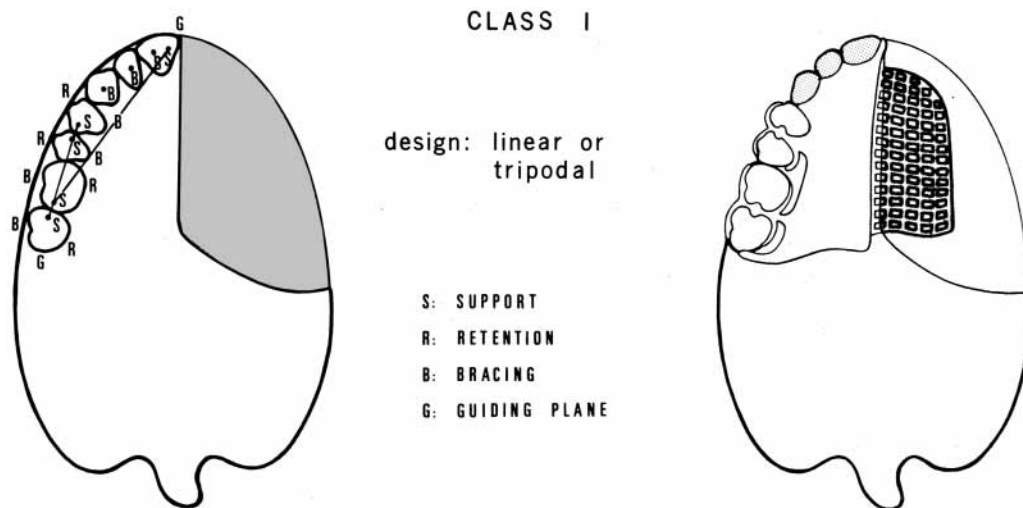 G
CLASS I
B
R
B
S
B
design: linear or
tripodal
R
S
B
B
R
S
B
S
R
G
S: SUPPORT
R: RETENTION
B: BRACING
G: GUIDING PLANE